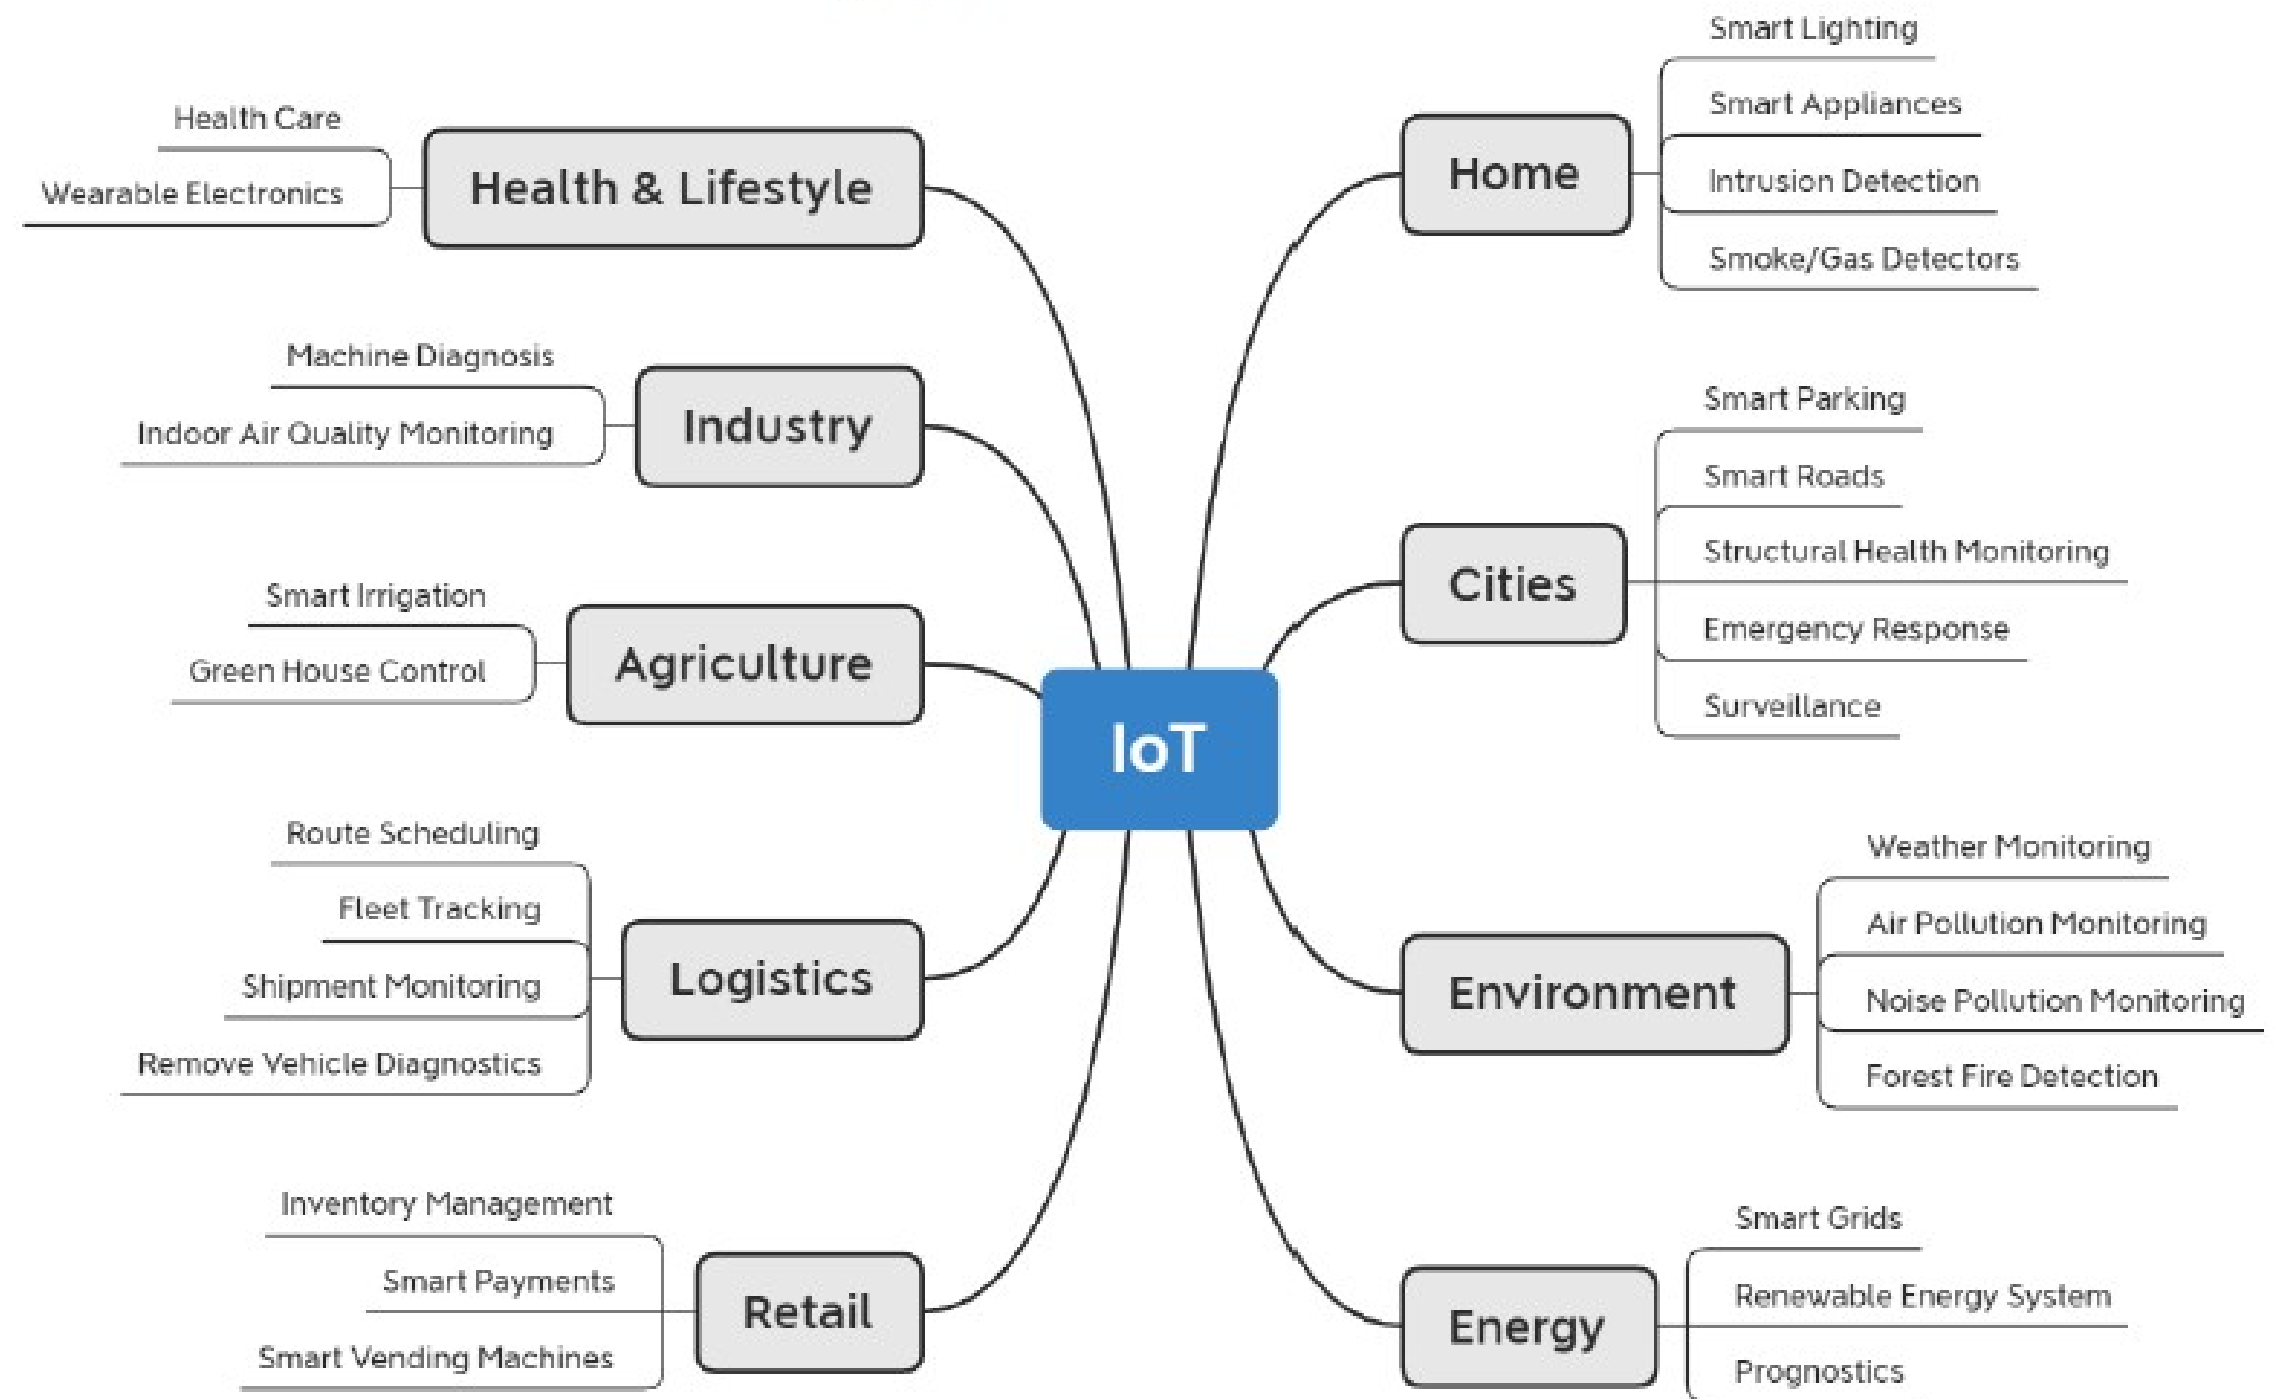 Health Care
Wearable Electronics
Health & Lifestyle
Machine Diagnosis
Indoor Air Quality Monitoring
Industry
Smart Irrigation
Green House Control
Agriculture
Route Scheduling
Fleet Tracking
Shipment Monitoring
Remove Vehicle Diagnostics
Logistics
Inventory Management
Smart Payments
Smart Vending Machines
Retail
IoT
Home
Smart Lighting
Smart Appliances
Intrusion Detection
Smoke/Gas Detectors
Cities
Smart Parking
Smart Roads
Structural Health Monitoring
Emergency Response
Surveillance
Environment
Weather Monitoring
Air Pollution Monitoring
Noise Pollution Monitoring
Forest Fire Detection
Energy
Smart Grids
Renewable Energy System
Prognostics